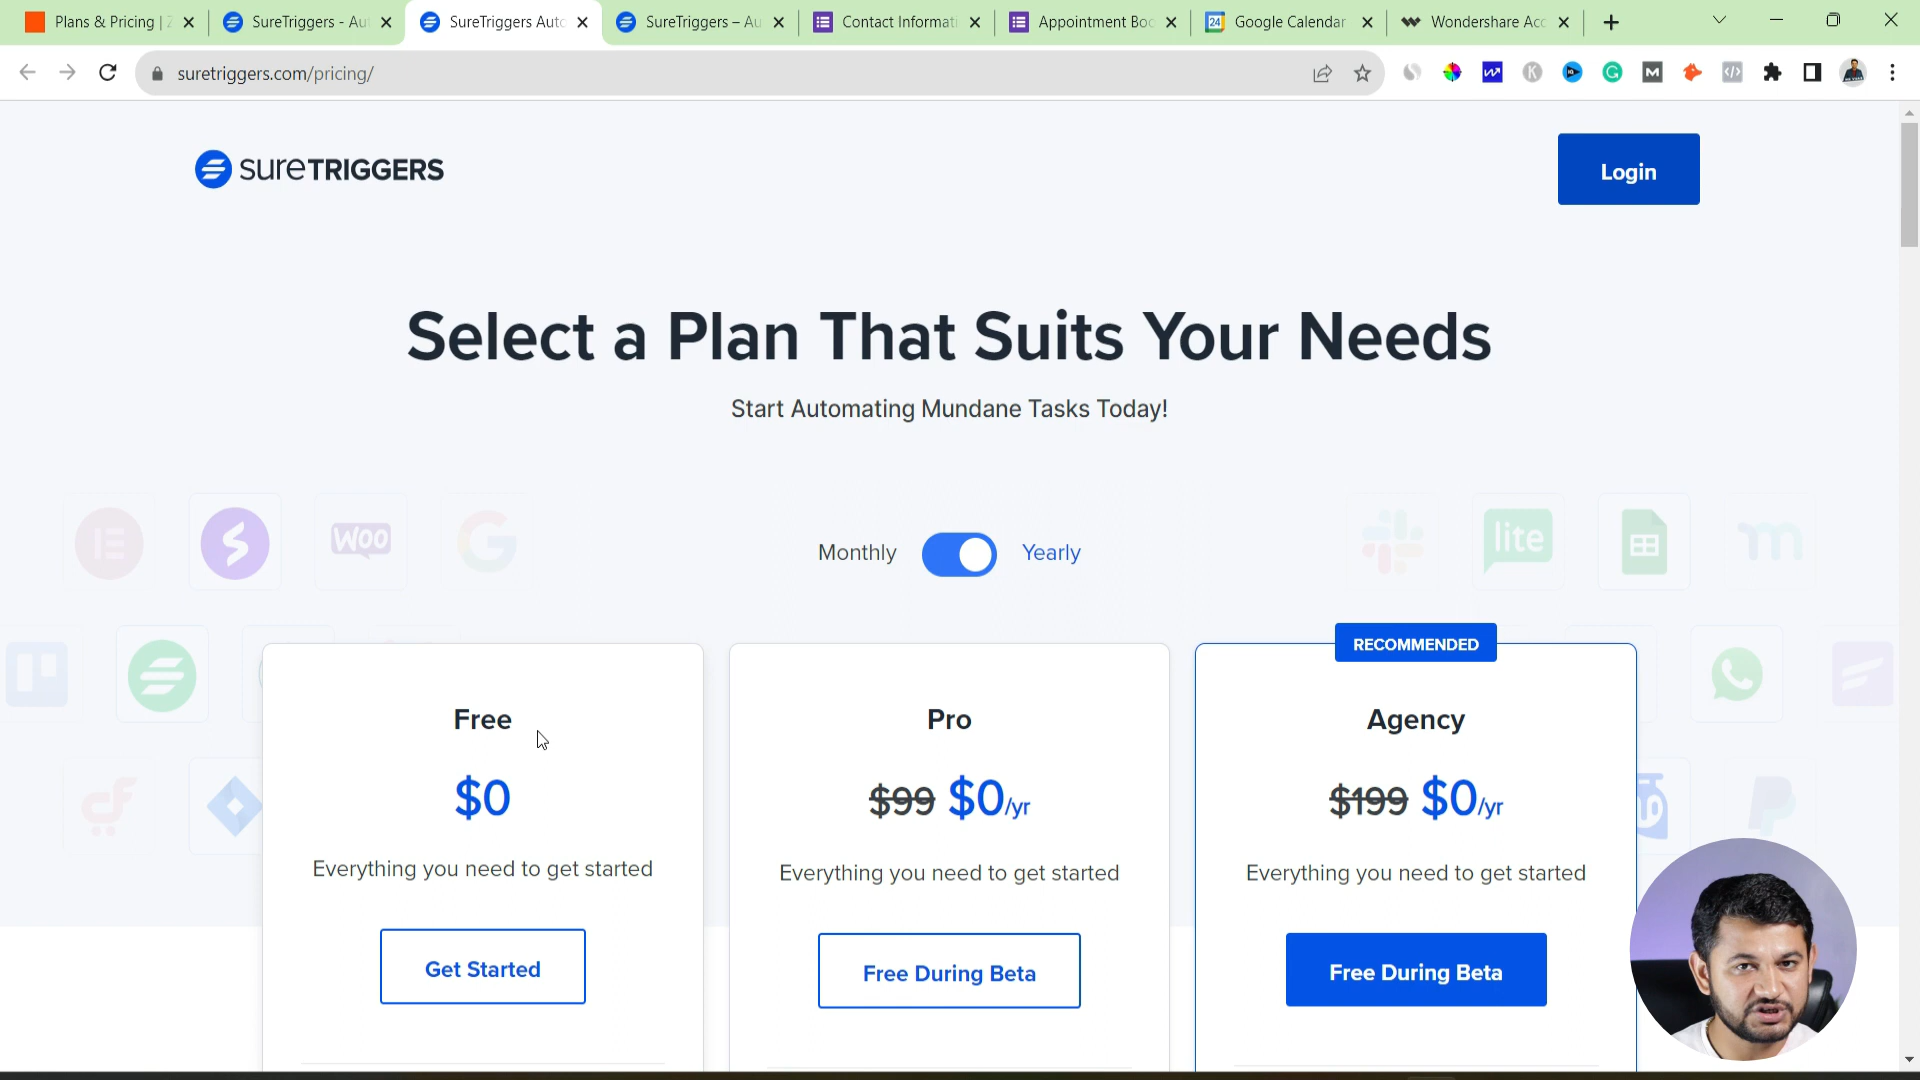 Plans & Pricing |
SureTriggers - Au
SureTriggers Auto
SureTriggers – Au
Contact Informati
Appointment Boo
24
Google Calendar
Wondershare Acc
suretriggers.com/pricing/
SureTRIGGERS
Login
Select a Plan That Suits Your Needs
Start Automating Mundane Tasks Today!
Monthly
Yearly
WOO
lite
RECOMMENDED
Free
Pro
Agency
$0
$99 $0/yr
$199 $0/yr
Everything you need to get started
Everything you need to get started
Everything you need to get started
Get Started
Free During Beta
Free During Beta